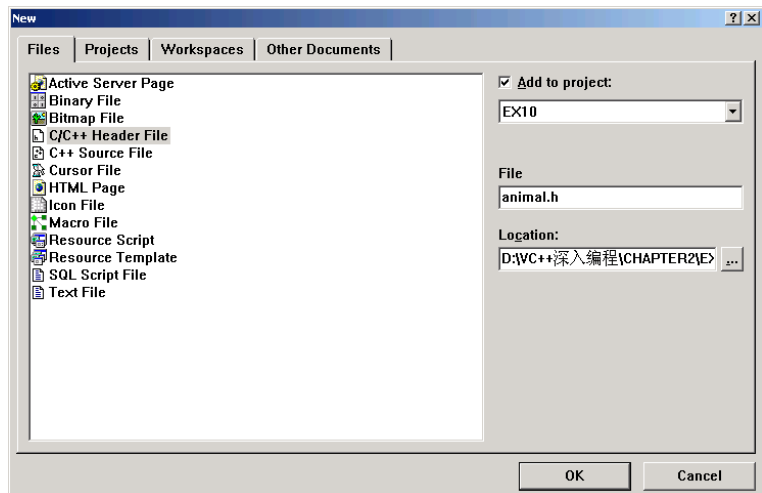 New
Files
Projects
Workspaces
Other Documents
Active Server Page
Binary File
Bitmap File
C/C++ Header File
C++ Source File
Cursor File
HTML Page
Icon File
Macro File
Resource Script
Resource Template
SQL Script File
Text File
Add to project:
EX10
File
animal.h
Location:
D:\VC++深入编程\CHAPTER2\EX
...
OK
Cancel